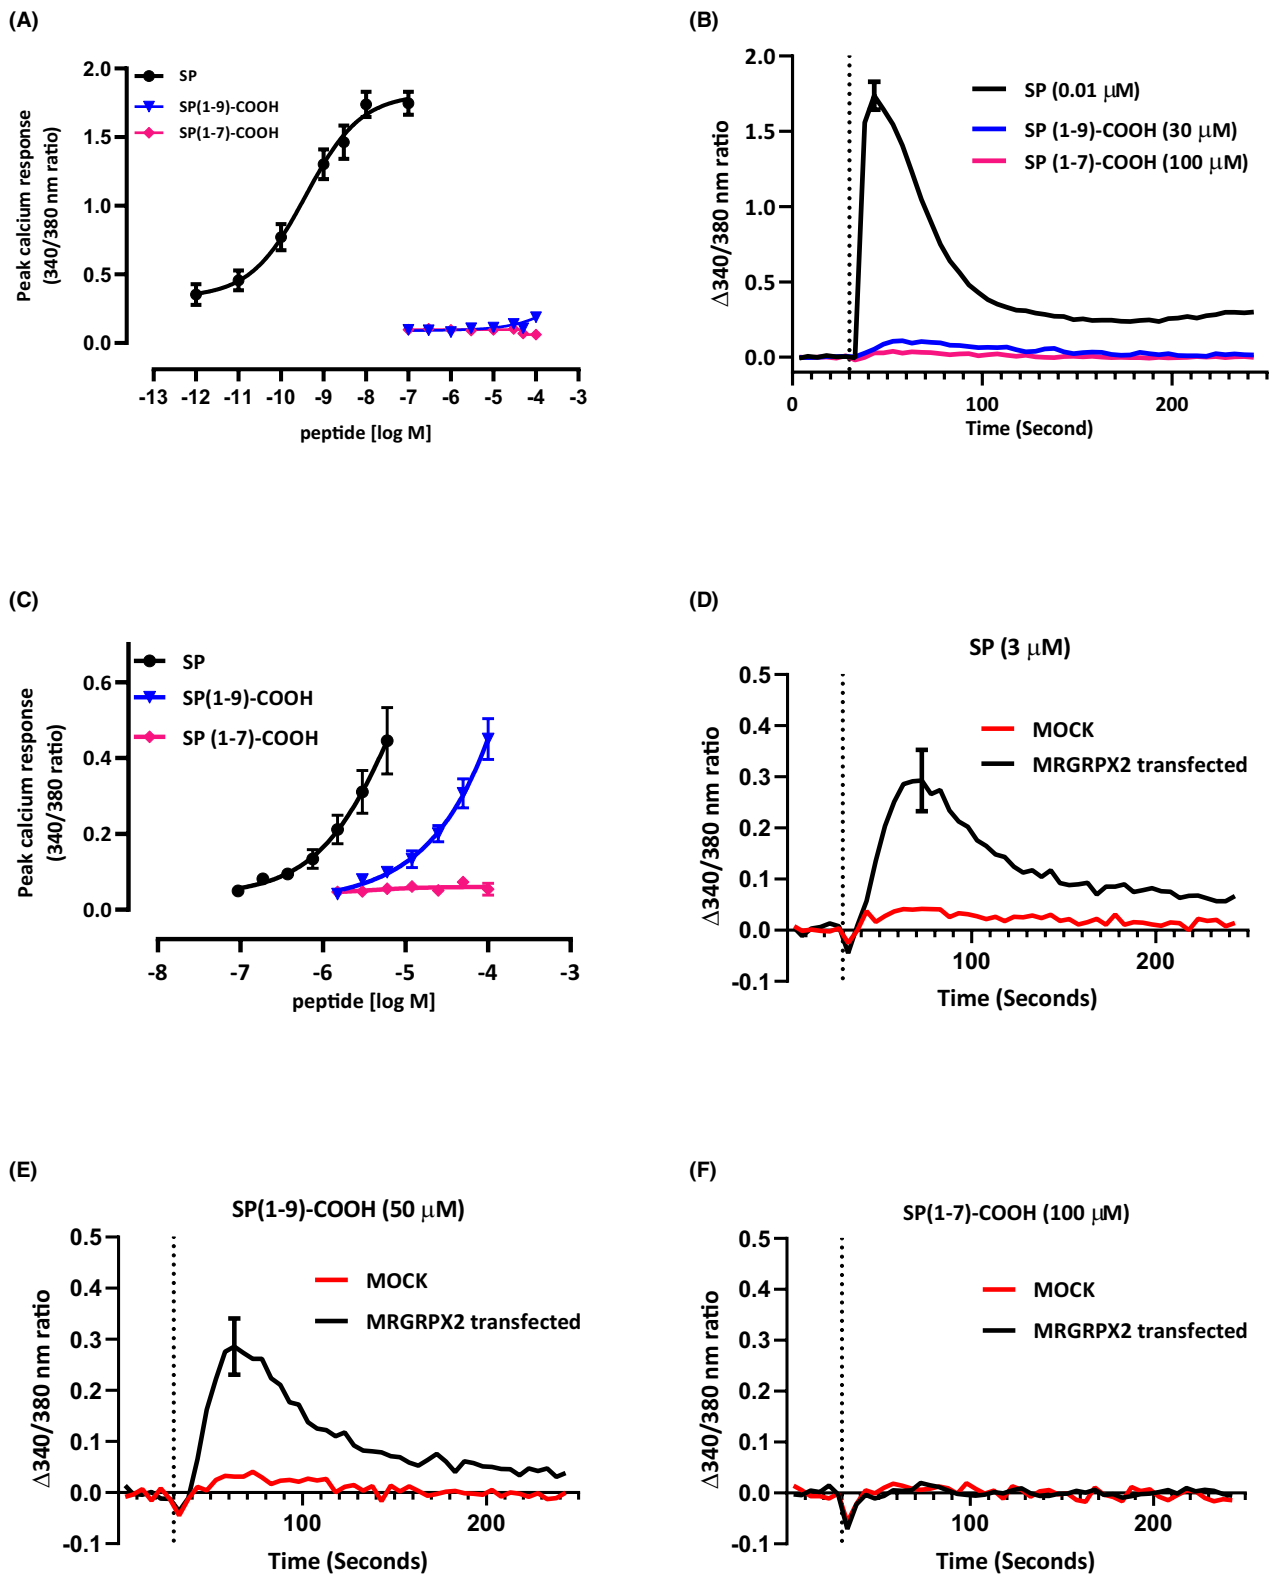 (A)
Peak calcium response
(340/380 nm ratio)
2.0
1.5
1.0
0.5
0.0
SP
SP(1-9)-COOH
SP(1-7)-COOH
-13 -12 -11 -10 -9 -8 -7 -6 -5 -4 -3
peptide [log M]
(B)
Δ340/380 nm ratio
2.0
1.5
1.0
0.5
0.0
SP (0.01 μM)
SP (1-9)-COOH (30 μM)
SP (1-7)-COOH (100 μM)
0 100 200
Time (Second)
(C)
Peak calcium response
(340/380 nm ratio)
0.6
0.4
0.2
0.0
SP
SP(1-9)-COOH
SP (1-7)-COOH
-8 -7 -6 -5 -4 -3
peptide [log M]
(D)
SP (3 μM)
Δ340/380 nm ratio
0.5
0.4
0.3
0.2
0.1
0.0
-0.1
MOCK
MRGRPX2 transfected
100 200
Time (Seconds)
(E)
SP(1-9)-COOH (50 μM)
Δ340/380 nm ratio
0.5
0.4
0.3
0.2
0.1
0.0
-0.1
MOCK
MRGRPX2 transfected
100 200
Time (Seconds)
(F)
SP(1-7)-COOH (100 μM)
Δ340/380 nm ratio
0.5
0.4
0.3
0.2
0.1
0.0
-0.1
MOCK
MRGRPX2 transfected
100 200
Time (Seconds)